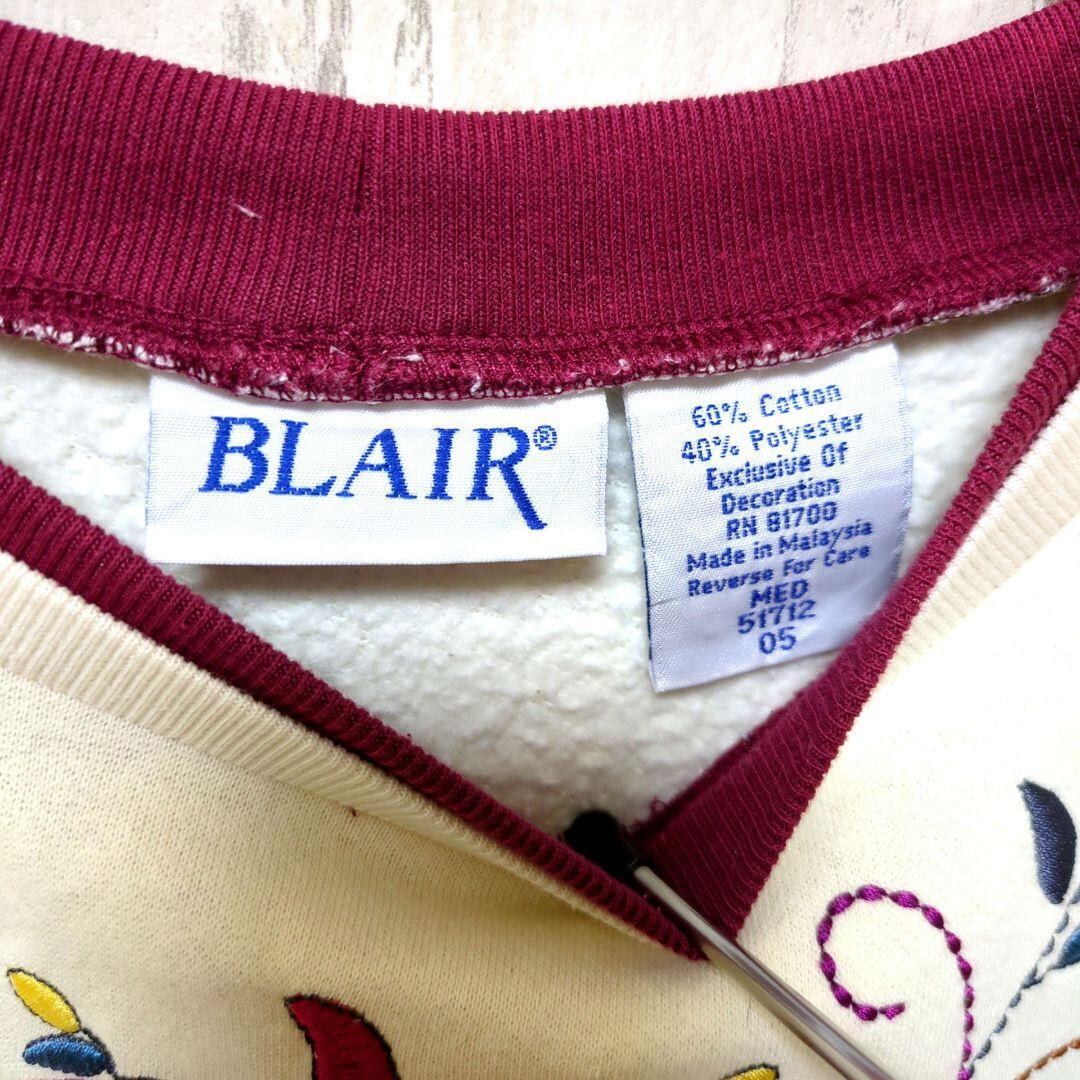 BLAIR®
60% Cotton
40% Polyester
Exclusive Of
Decoration
RN 81700
Made in Malaysia
Reverse For Care
MED
51712
05